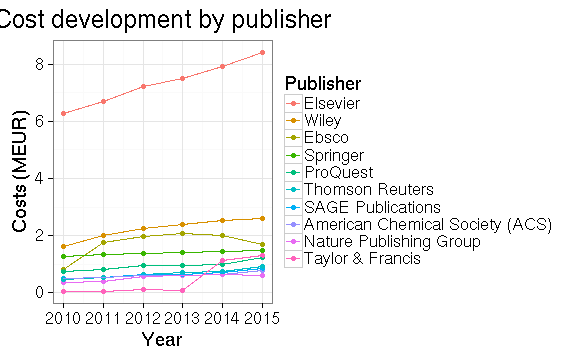 Cost development by publisher
8
6
4
2
0
Costs (MEUR)
2010 2011 2012 2013 2014 2015
Year
Publisher
Elsevier
Wiley
Ebsco
Springer
ProQuest
Thomson Reuters
SAGE Publications
American Chemical Society (ACS)
Nature Publishing Group
Taylor & Francis